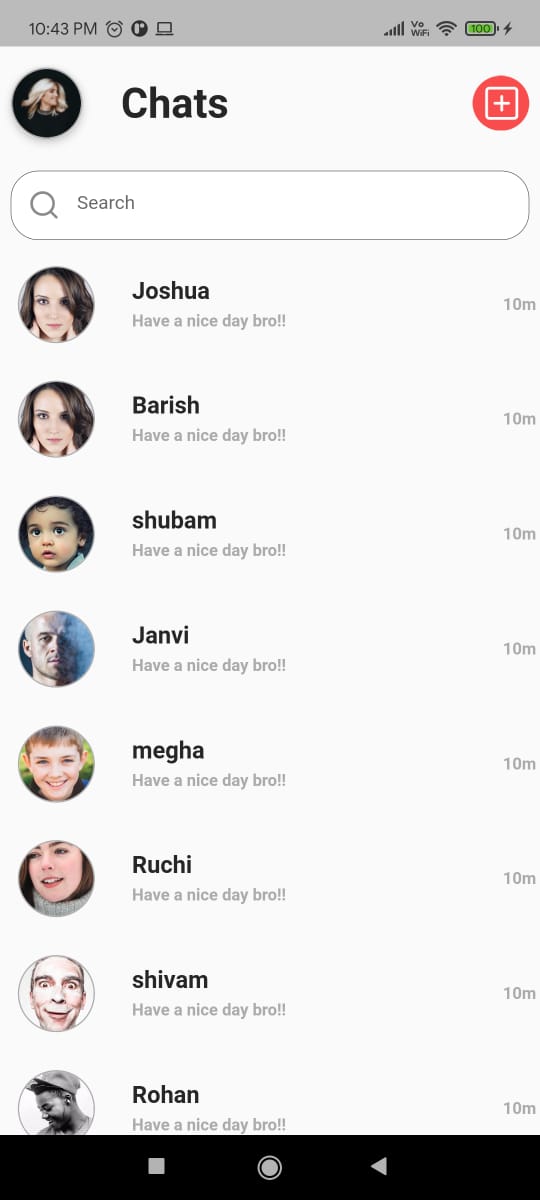 10:43 PM Vo WiFi 100
Chats
Search
Joshua
Have a nice day bro!!
10m
Barish
Have a nice day bro!!
10m
shubam
Have a nice day bro!!
10m
Janvi
Have a nice day bro!!
10m
megha
Have a nice day bro!!
10m
Ruchi
Have a nice day bro!!
10m
shivam
Have a nice day bro!!
10m
Rohan
Have a nice day bro!!
10m